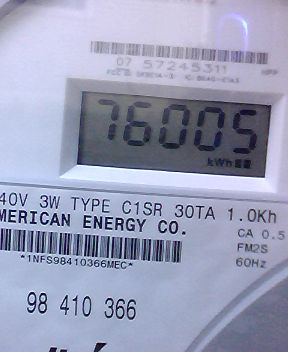 07 57245311
76005
kWh
40V 3W TYPE C1SR 30TA 1.0Kh
MERICAN ENERGY CO.
CA 0.5
FM2S
*1NFS98410366MEC*
60Hz
98 410 366